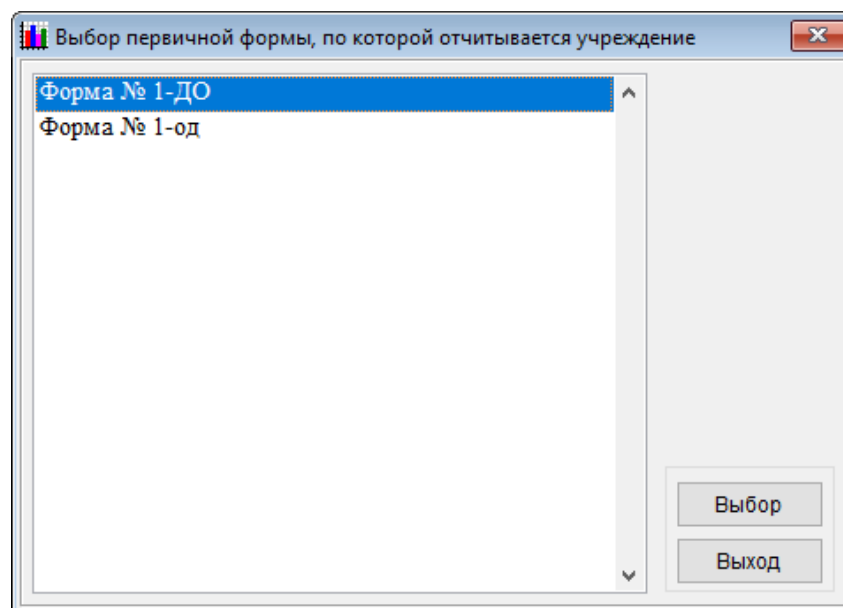 Выбор первичной формы, по которой отчитывается учреждение
Форма № 1-ДО
Форма № 1-од
Выбор
Выход